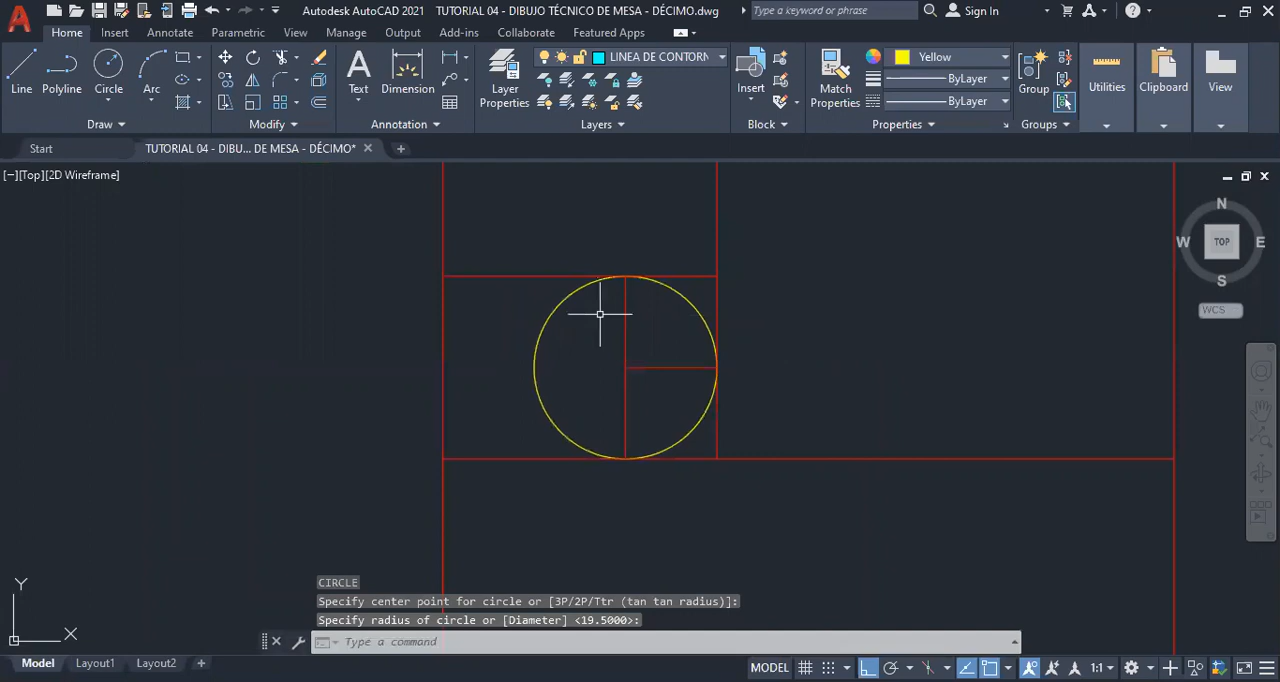 Autodesk AutoCAD 2021 TUTORIAL 04 - DIBUJO TÉCNICO DE MESA - DÉCIMO.dwg Type a keyword or phrase Sign In
Home Insert Annotate Parametric View Manage Output Add-ins Collaborate Featured Apps
LINEA DE CONTORN Yellow
Line Polyline Circle Arc Text Dimension Layer Properties Insert Match Properties ByLayer Group Utilities Clipboard View
ByLayer
Draw Modify Annotation Layers Block Properties Groups
Start TUTORIAL 04 - DIBU... DE MESA - DÉCIMO*
[−][Top][2D Wireframe]
N
W TOP E
S
WCS
CIRCLE
Y
Specify center point for circle or [3P/2P/Ttr (tan tan radius)]:
Specify radius of circle or [Diameter] <19.5000>:
X
Type a command
Model Layout1 Layout2 MODEL 1:1